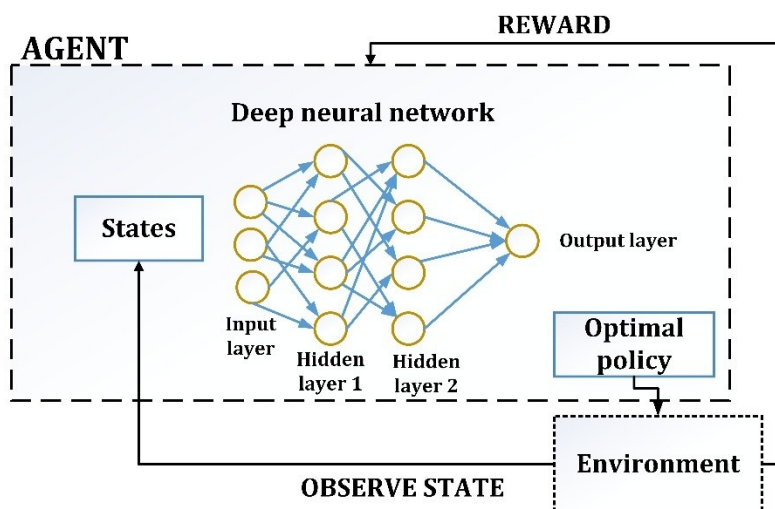 REWARD
AGENT
Deep neural network
States
Output layer
Input
layer
Hidden
layer 1
Hidden
layer 2
Optimal
policy
Environment
OBSERVE STATE